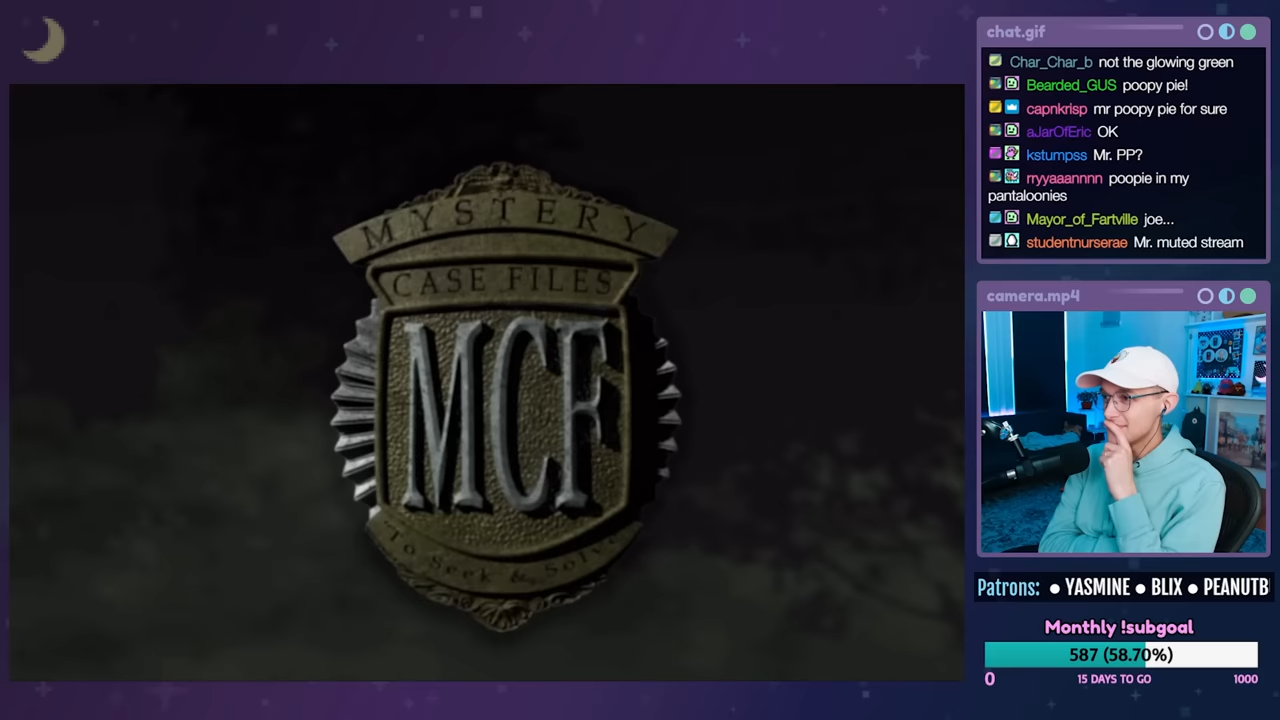 MYSTERY
CASE FILES
MCF
To Seek & Solve
chat.gif
Char_Char_b not the glowing green
Bearded_GUS poopy pie!
capnkrisp mr poopy pie for sure
aJarOfEric OK
kstumpss Mr. PP?
rryyaaannnn poopie in my
pantaloonies
Mayor_of_Fartville joe...
studentnurserae Mr. muted stream
camera.mp4
Patrons: ● YASMINE ● BLIX ● PEANUTB
Monthly !subgoal
587 (58.70%)
0 15 DAYS TO GO 1000